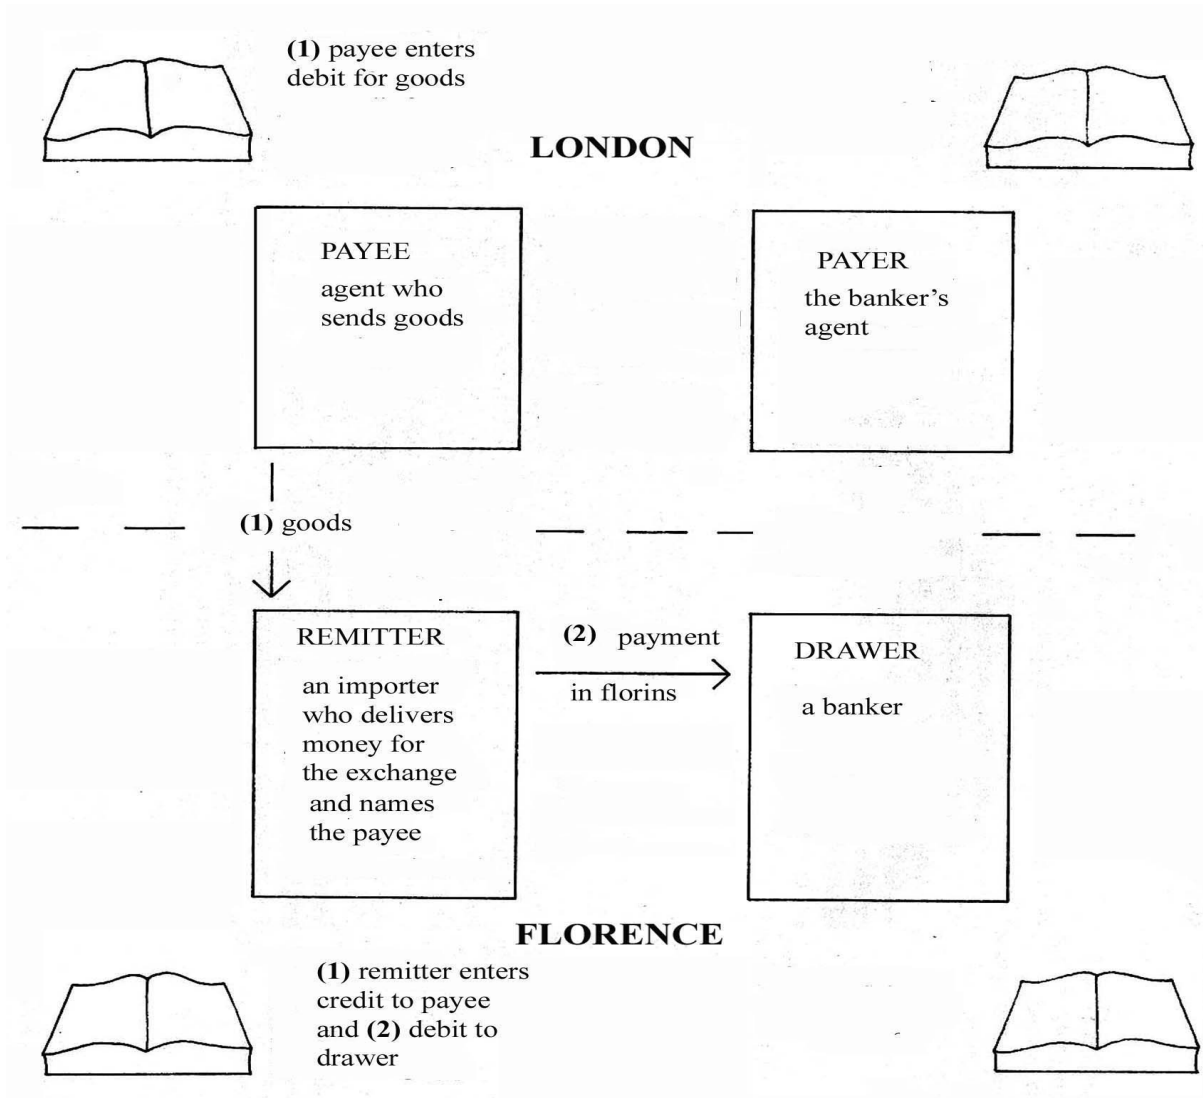 (1) payee enters
debit for goods
LONDON
PAYEE
agent who
sends goods
PAYER
the banker's
agent
(1) goods
REMITTER
an importer
who delivers
money for
the exchange
and names
the payee
(2) payment
in florins
DRAWER
a banker
FLORENCE
(1) remitter enters
credit to payee
and (2) debit to
drawer